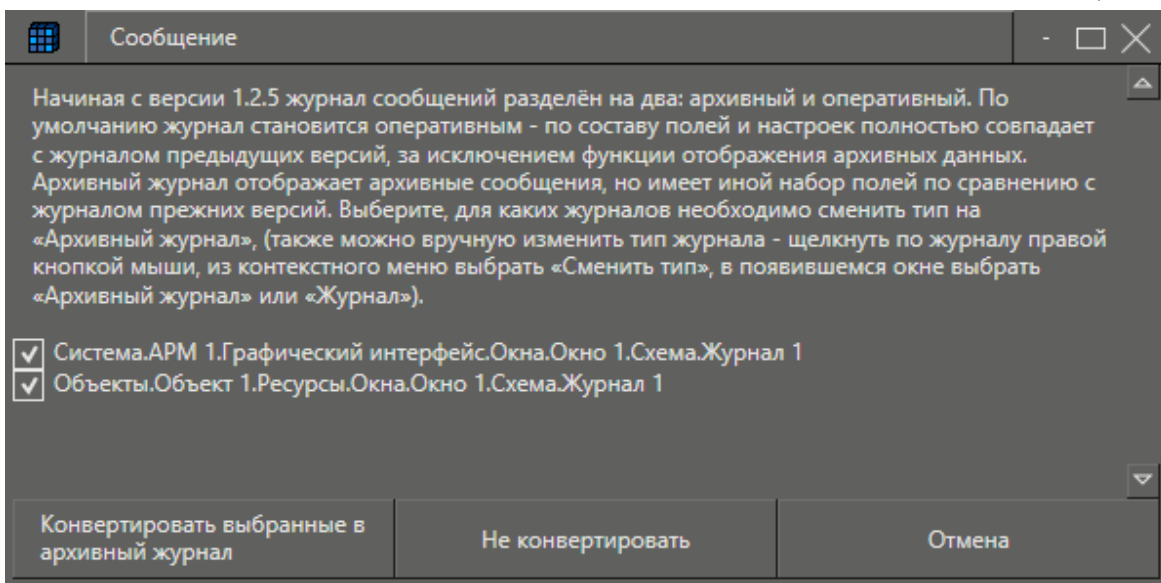 Сообщение
Начиная с версии 1.2.5 журнал сообщений разделён на два: архивный и оперативный. По
умолчанию журнал становится оперативным - по составу полей и настроек полностью совпадает
с журналом предыдущих версий, за исключением функции отображения архивных данных.
Архивный журнал отображает архивные сообщения, но имеет иной набор полей по сравнению с
журналом прежних версий. Выберите, для каких журналов необходимо сменить тип на
«Архивный журнал», (также можно вручную изменить тип журнала - щелкнуть по журналу правой
кнопкой мыши, из контекстного меню выбрать «Сменить тип», в появившемся окне выбрать
«Архивный журнал» или «Журнал»).
Система.АРМ 1.Графический интерфейс.Окна.Окно 1.Схема.Журнал 1
Объекты.Объект 1.Ресурсы.Окна.Окно 1.Схема.Журнал 1
Конвертировать выбранные в
архивный журнал
Не конвертировать
Отмена